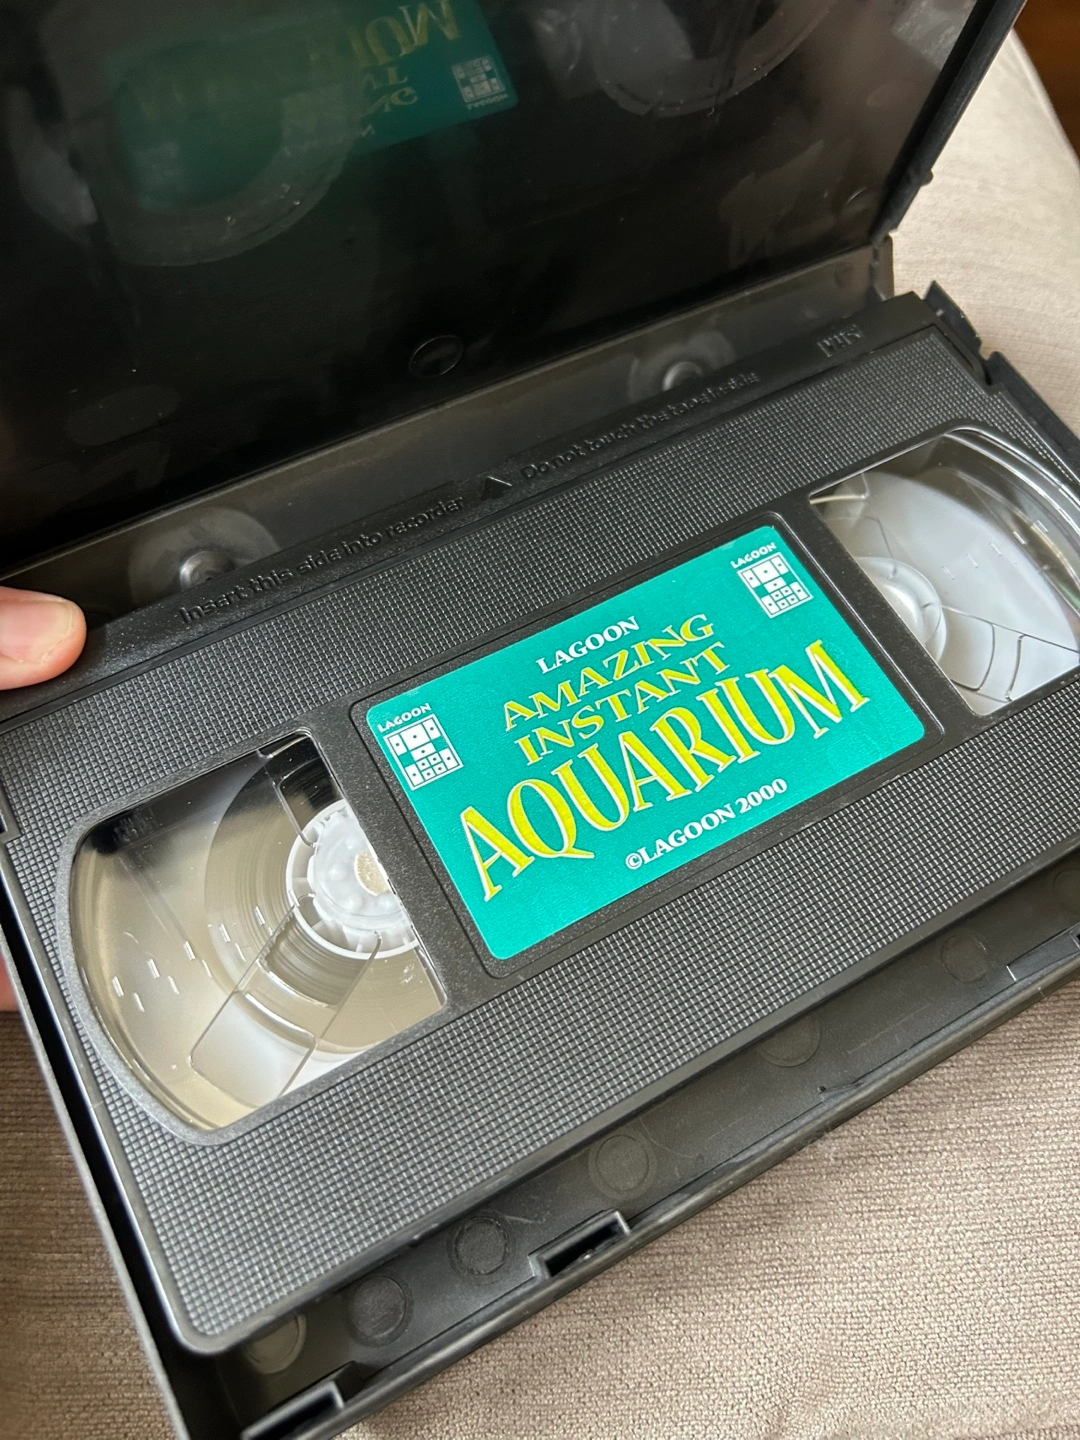 VHS
Insert this side into recorder
Do not touch the tape inside
LAGOON
LAGOON
AMAZING
INSTANT
AQUARIUM
©LAGOON 2000
LAGOON